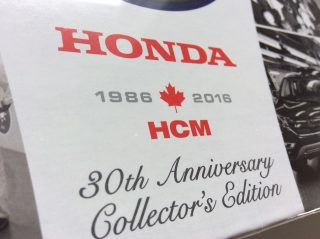 HONDA
1986 2016
HCM
30th Anniversary
Collector's Edition